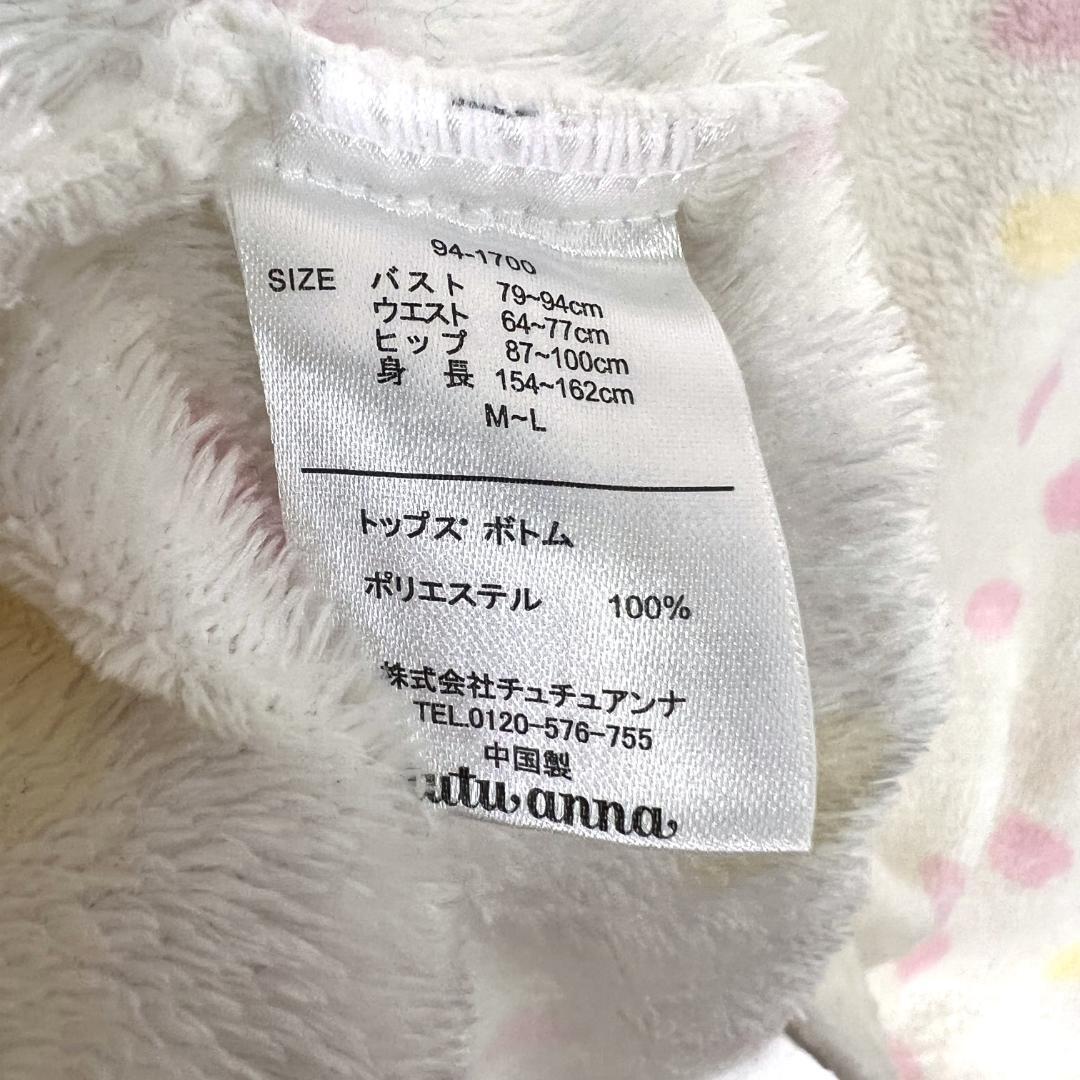 94-1700
SIZE バスト 79~94cm
ウエスト 64~77cm
ヒップ 87~100cm
身長 154~162cm
M~L
トップス・ボトム
ポリエステル 100%
株式会社チュチュアンナ
TEL.0120-576-755
中国製
tutu anna